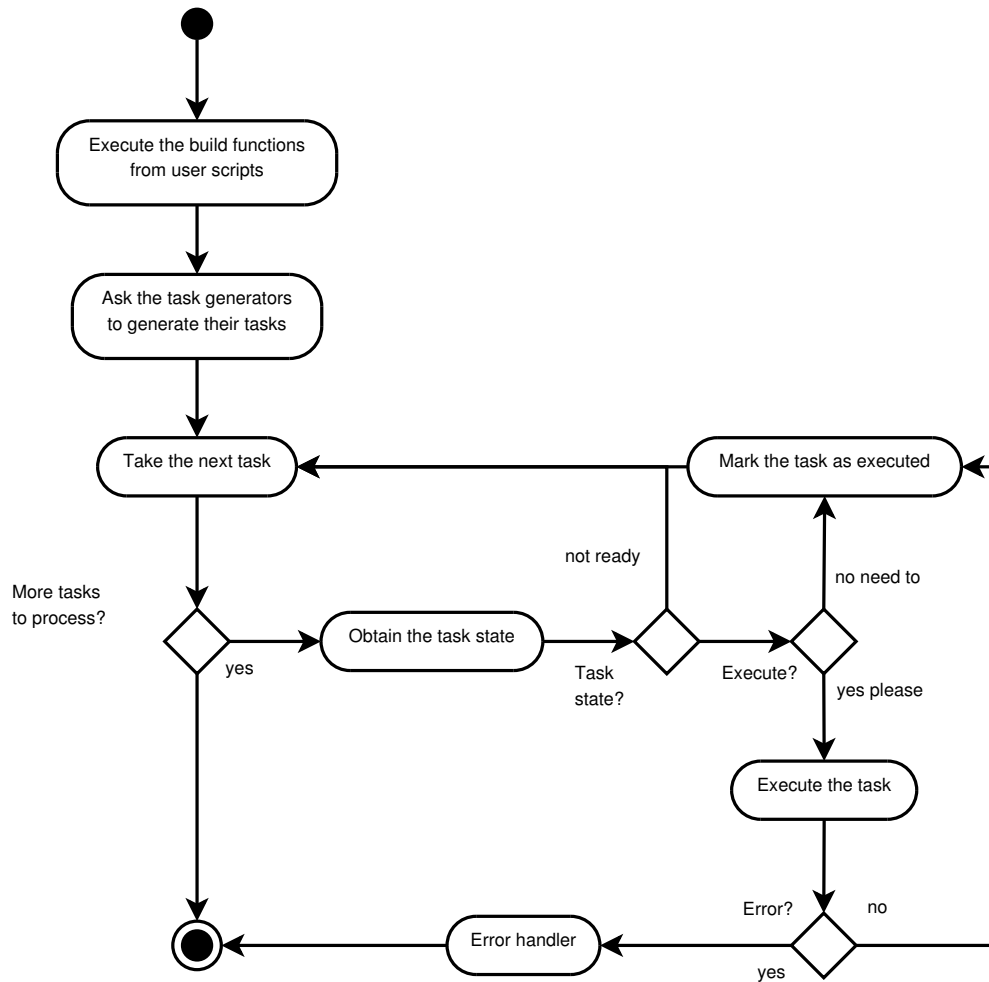 Execute the build functions
from user scripts
Ask the task generators
to generate their tasks
Take the next task
Mark the task as executed
not ready
no need to
More tasks
to process?
yes
Obtain the task state
Task
state?
Execute?
yes please
Execute the task
Error?
no
Error handler
yes